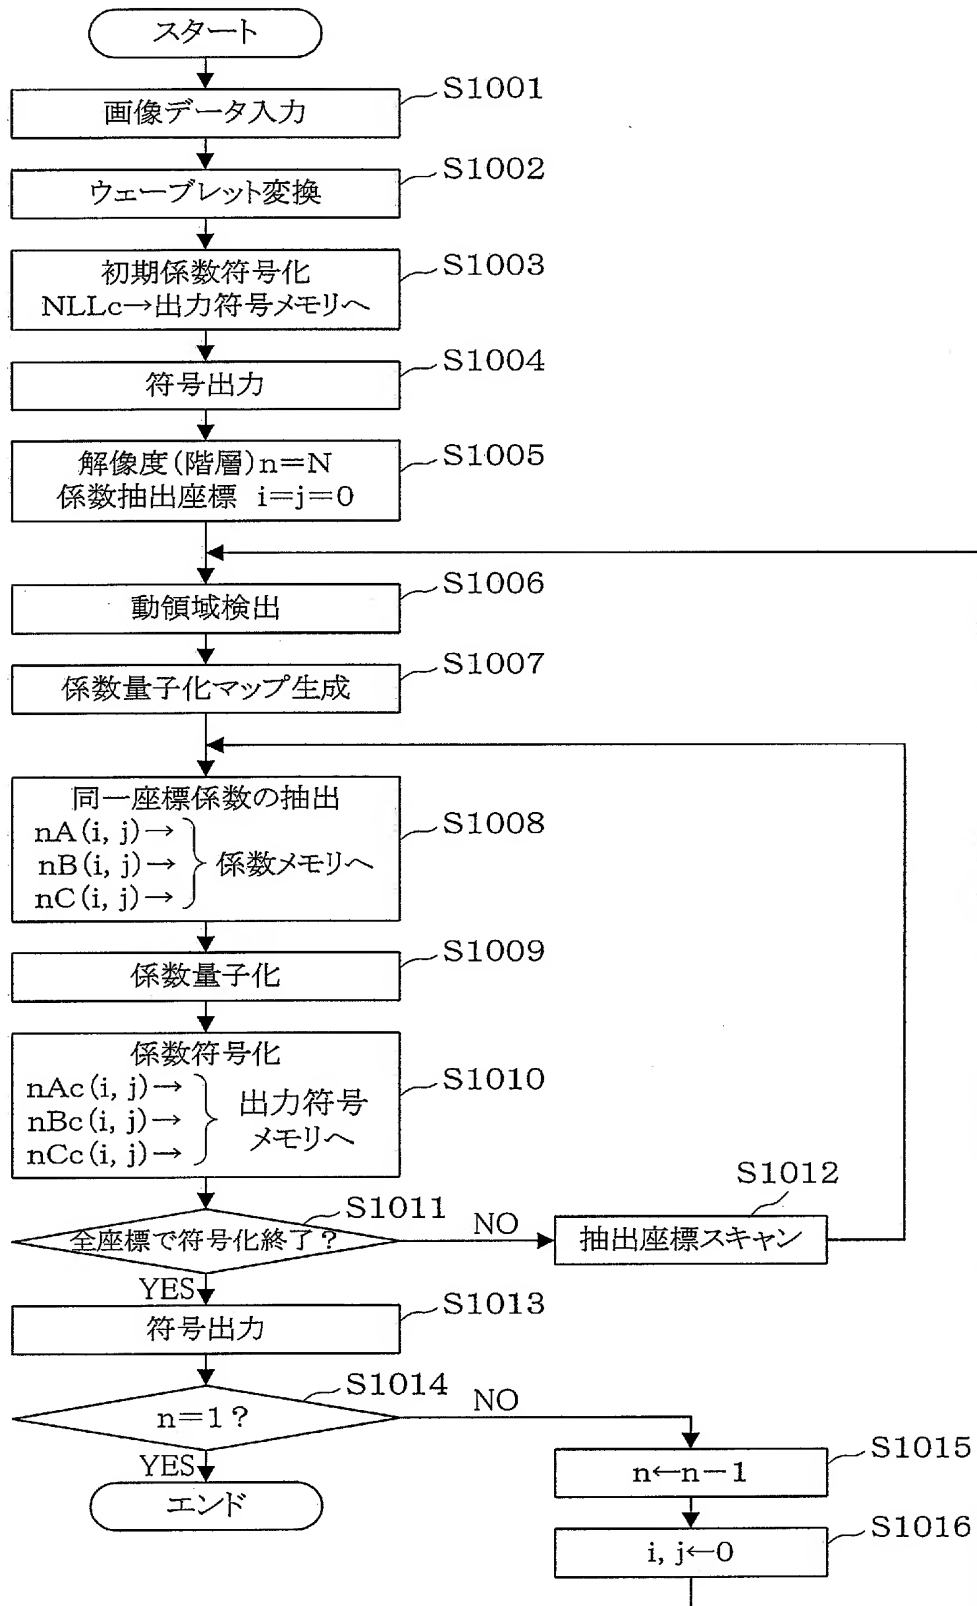 スタート
画像データ入力
S1001
ウェーブレット変換
S1002
初期係数符号化
NLLc→出力符号メモリへ
S1003
符号出力
S1004
解像度(階層)n=N
係数抽出座標 i=j=0
S1005
動領域検出
S1006
係数量子化マップ生成
S1007
同一座標係数の抽出
nA(i, j)→
nB(i, j)→
nC(i, j)→
係数メモリへ
S1008
係数量子化
S1009
係数符号化
nAc(i, j)→
nBc(i, j)→
nCc(i, j)→
出力符号
メモリへ
S1010
全座標で符号化終了?
S1011
NO
抽出座標スキャン
S1012
YES
符号出力
S1013
n=1?
S1014
NO
YES
エンド
n←n-1
S1015
i, j←0
S1016